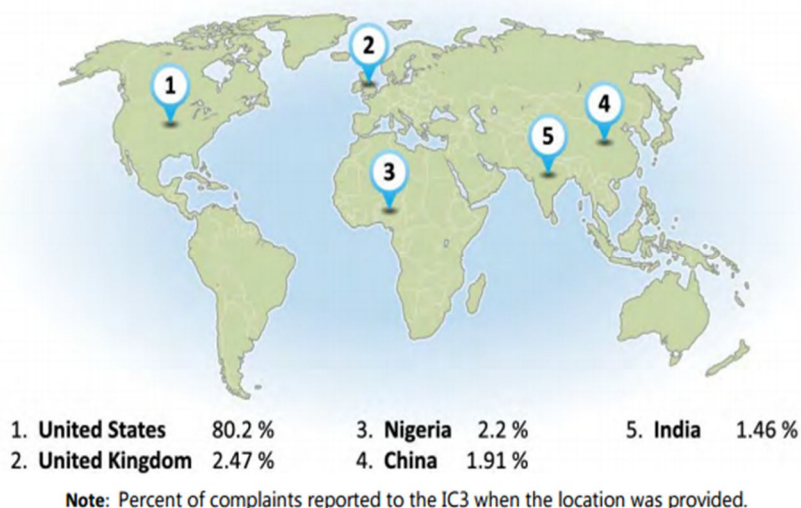 1
2
3
4
5
1. United States 80.2 %
2. United Kingdom 2.47 %
3. Nigeria 2.2 %
4. China 1.91 %
5. India 1.46 %
Note: Percent of complaints reported to the IC3 when the location was provided.